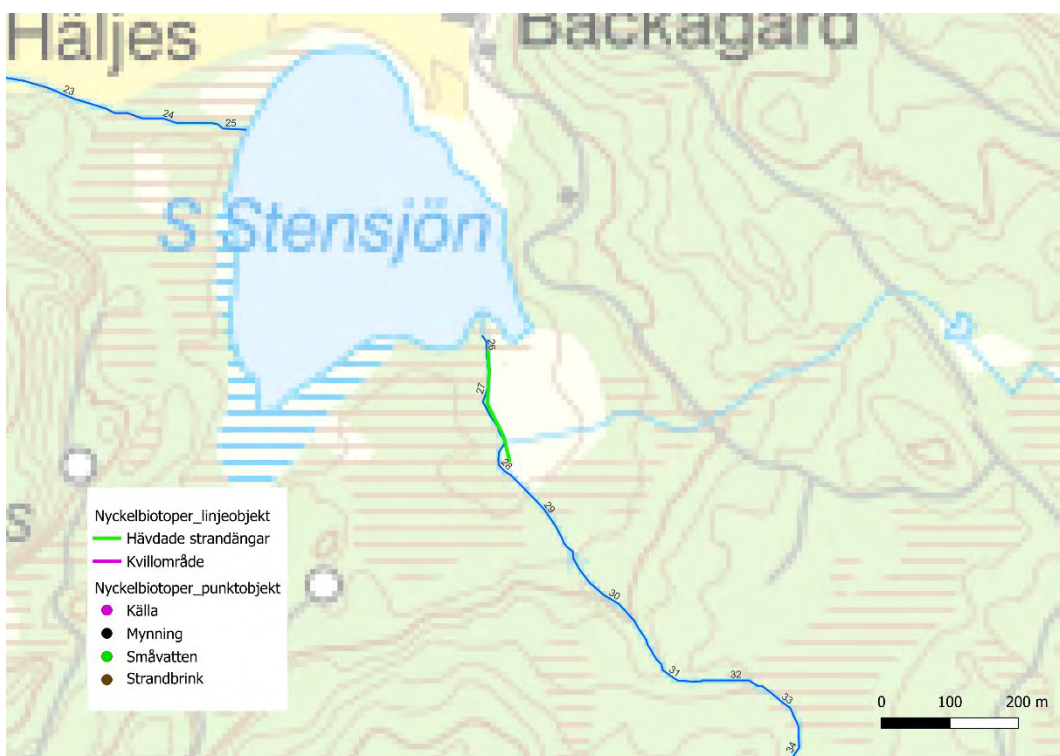 Häljes
Backagård
23
24
25
S Stensjön
26
27
28
29
s
30
31
32
33
34
Nyckelbiotoper_linjeobjekt
Hävdade strandängar
Kvillområde
Nyckelbiotoper_punktobjekt
Källa
Mynning
Småvatten
Strandbrink
0 100 200 m